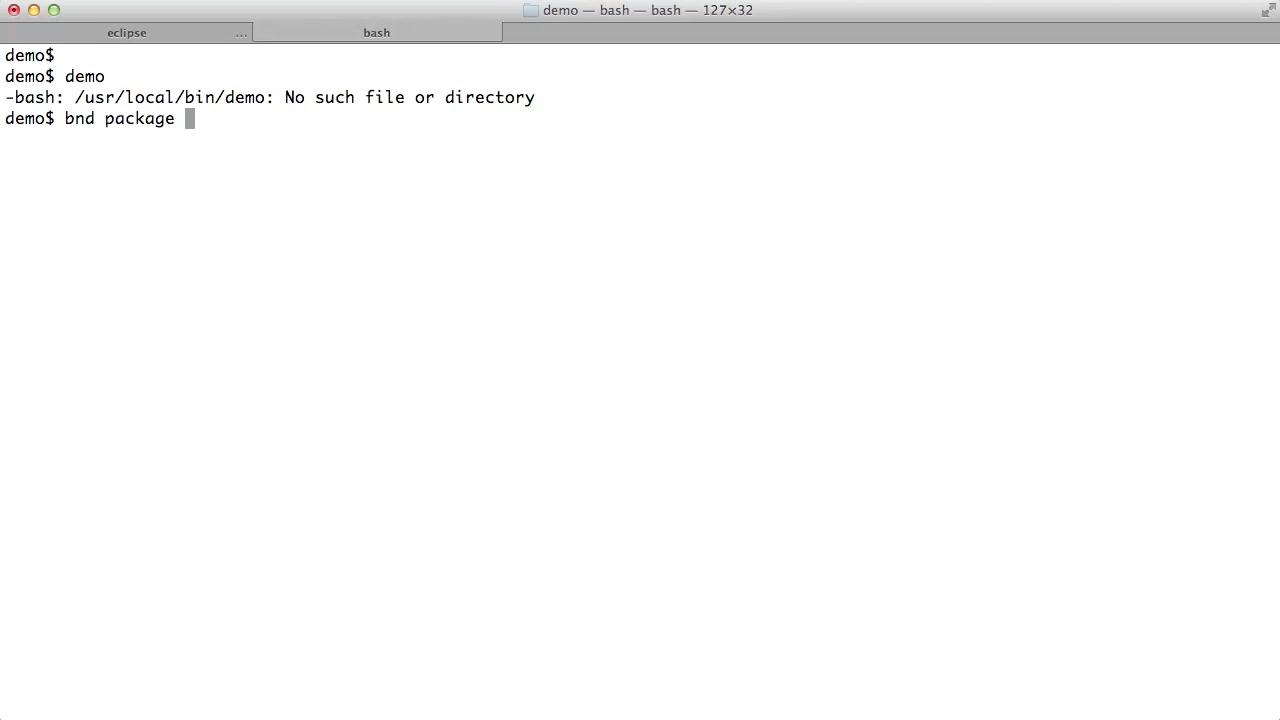 demo — bash — bash — 127×32
eclipse ... bash
demo$
demo$ demo
-bash: /usr/local/bin/demo: No such file or directory
demo$ bnd package